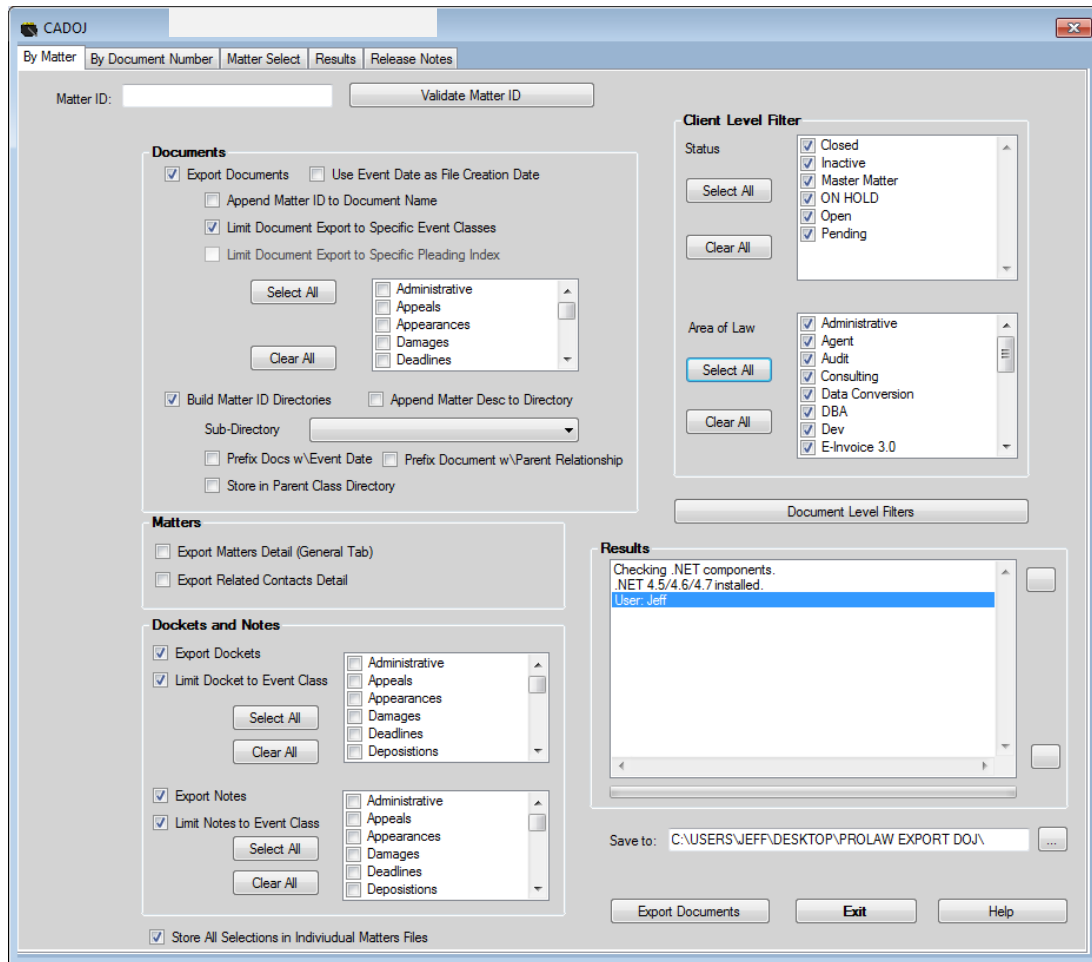 CADOJ
By Matter By Document Number Matter Select Results Release Notes
Matter ID: Validate Matter ID
Documents
Export Documents Use Event Date as File Creation Date
Append Matter ID to Document Name
Limit Document Export to Specific Event Classes
Limit Document Export to Specific Pleading Index
Select All
Clear All
Administrative
Appeals
Appearances
Damages
Deadlines
Build Matter ID Directories Append Matter Desc to Directory
Sub-Directory
Prefix Docs w\Event Date Prefix Document w\Parent Relationship
Store in Parent Class Directory
Client Level Filter
Status
Select All
Clear All
Closed
Inactive
Master Matter
ON HOLD
Open
Pending
Area of Law
Select All
Clear All
Administrative
Agent
Audit
Consulting
Data Conversion
DBA
Dev
E-Invoice 3.0
Document Level Filters
Matters
Export Matters Detail (General Tab)
Export Related Contacts Detail
Dockets and Notes
Export Dockets
Limit Docket to Event Class
Select All
Clear All
Administrative
Appeals
Appearances
Damages
Deadlines
Deposistions
Export Notes
Limit Notes to Event Class
Select All
Clear All
Administrative
Appeals
Appearances
Damages
Deadlines
Deposistions
Store All Selections in Indiviudual Matters Files
Results
Checking .NET components.
.NET 4.5/4.6/4.7 installed.
User: Jeff
Save to: C:\USERS\JEFF\DESKTOP\PROLAW EXPORT DOJ\ ...
Export Documents Exit Help